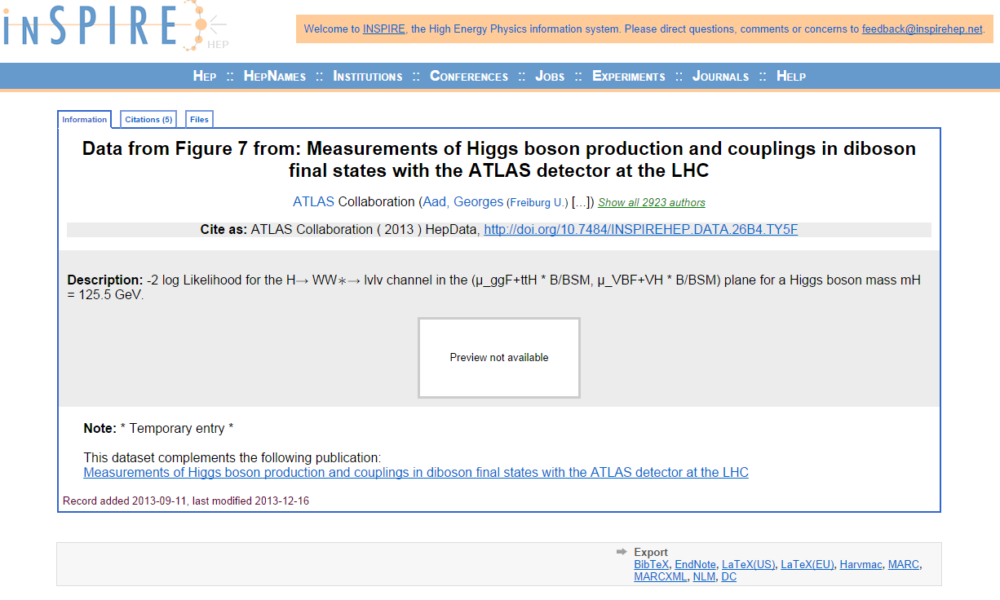 inSPIRE HEP
Welcome to INSPIRE, the High Energy Physics information system. Please direct questions, comments or concerns to feedback@inspirehep.net.
HEP :: HEPNAMES :: INSTITUTIONS :: CONFERENCES :: JOBS :: EXPERIMENTS :: JOURNALS :: HELP
Information Citations (5) Files
Data from Figure 7 from: Measurements of Higgs boson production and couplings in diboson
final states with the ATLAS detector at the LHC
ATLAS Collaboration (Aad, Georges (Freiburg U.) [...]) Show all 2923 authors
Cite as: ATLAS Collaboration ( 2013 ) HepData, http://doi.org/10.7484/INSPIREHEP.DATA.26B4.TY5F
Description: -2 log Likelihood for the H→ WW∗→ lνlν channel in the (μ_ggF+ttH * B/BSM, μ_VBF+VH * B/BSM) plane for a Higgs boson mass mH
= 125.5 GeV.
Preview not available
Note: * Temporary entry *
This dataset complements the following publication:
Measurements of Higgs boson production and couplings in diboson final states with the ATLAS detector at the LHC
Record added 2013-09-11, last modified 2013-12-16
Export
BibTeX, EndNote, LaTeX(US), LaTeX(EU), Harvmac, MARC,
MARCXML, NLM, DC